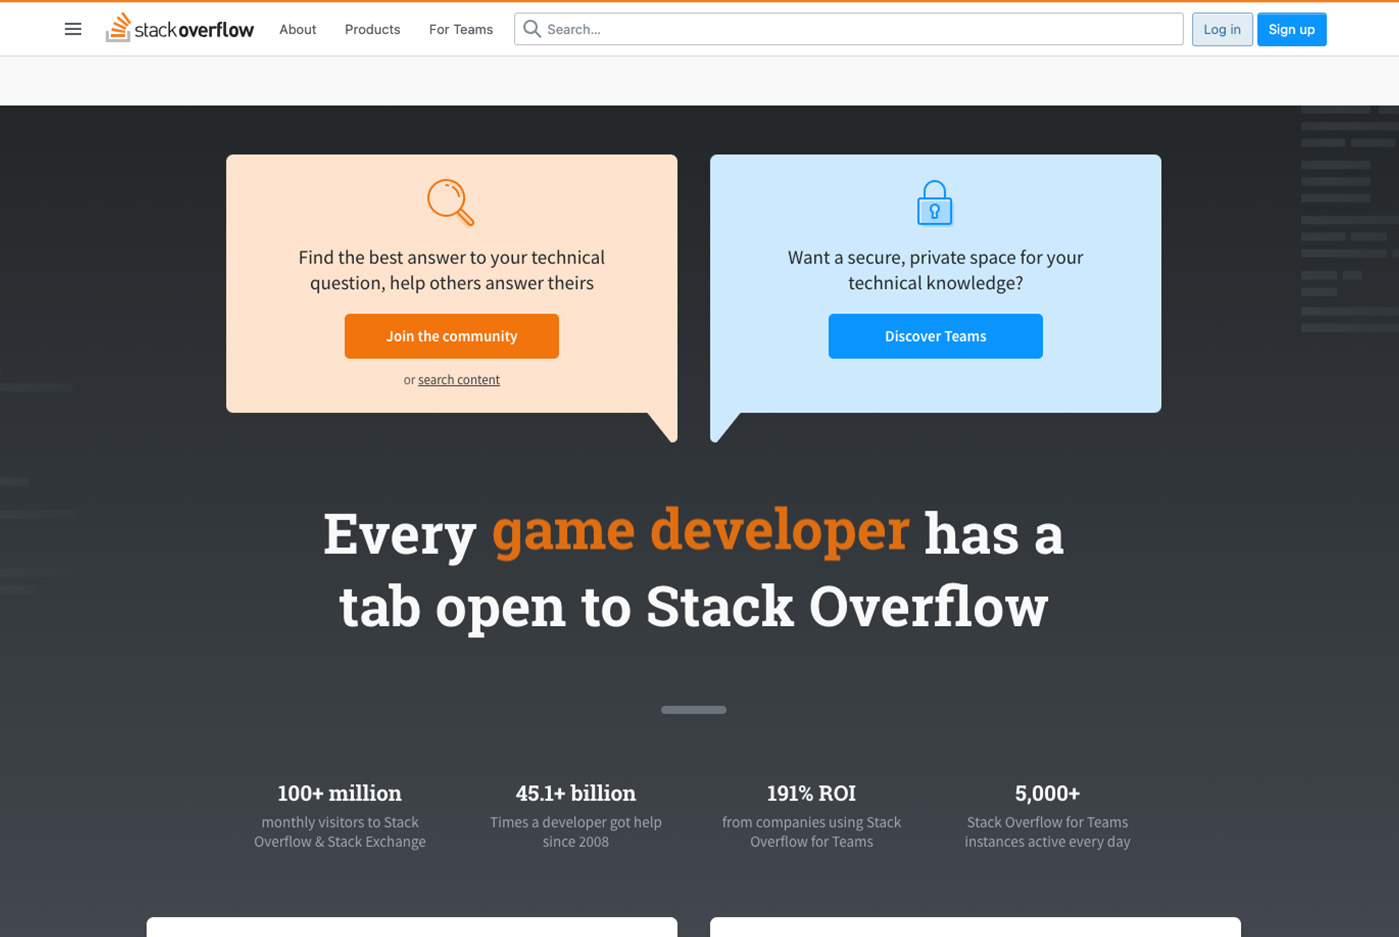 stackoverflow About Products For Teams Search... Log in Sign up
Find the best answer to your technical
question, help others answer theirs
Join the community
or search content
Want a secure, private space for your
technical knowledge?
Discover Teams
Every game developer has a
tab open to Stack Overflow
100+ million
monthly visitors to Stack
Overflow & Stack Exchange
45.1+ billion
Times a developer got help
since 2008
191% ROI
from companies using Stack
Overflow for Teams
5,000+
Stack Overflow for Teams
instances active every day